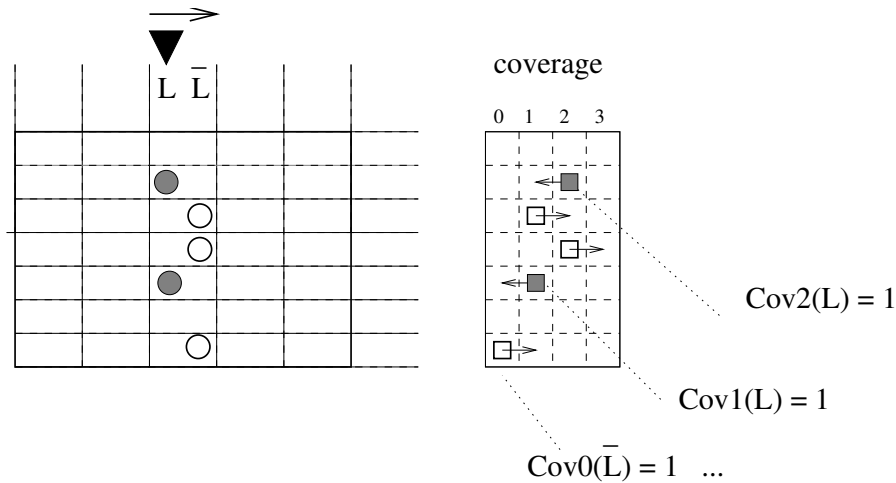 L L̅
coverage
0 1 2 3
Cov2(L) = 1
Cov1(L) = 1
Cov0(L̅) = 1 ...